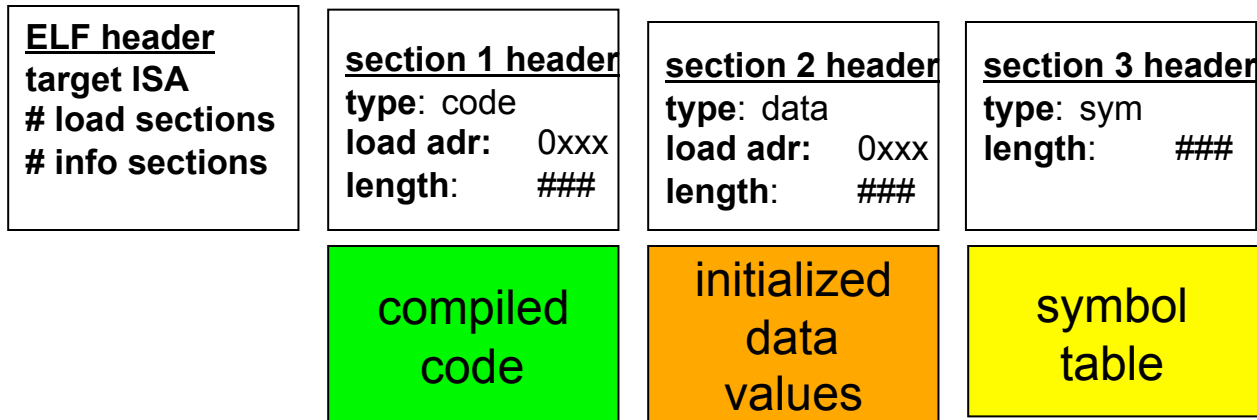 ELF header
target ISA
# load sections
# info sections
section 1 header
type: code
load adr: 0xxx
length: ###
section 2 header
type: data
load adr: 0xxx
length: ###
section 3 header
type: sym
length: ###
compiled
code
initialized
data
values
symbol
table